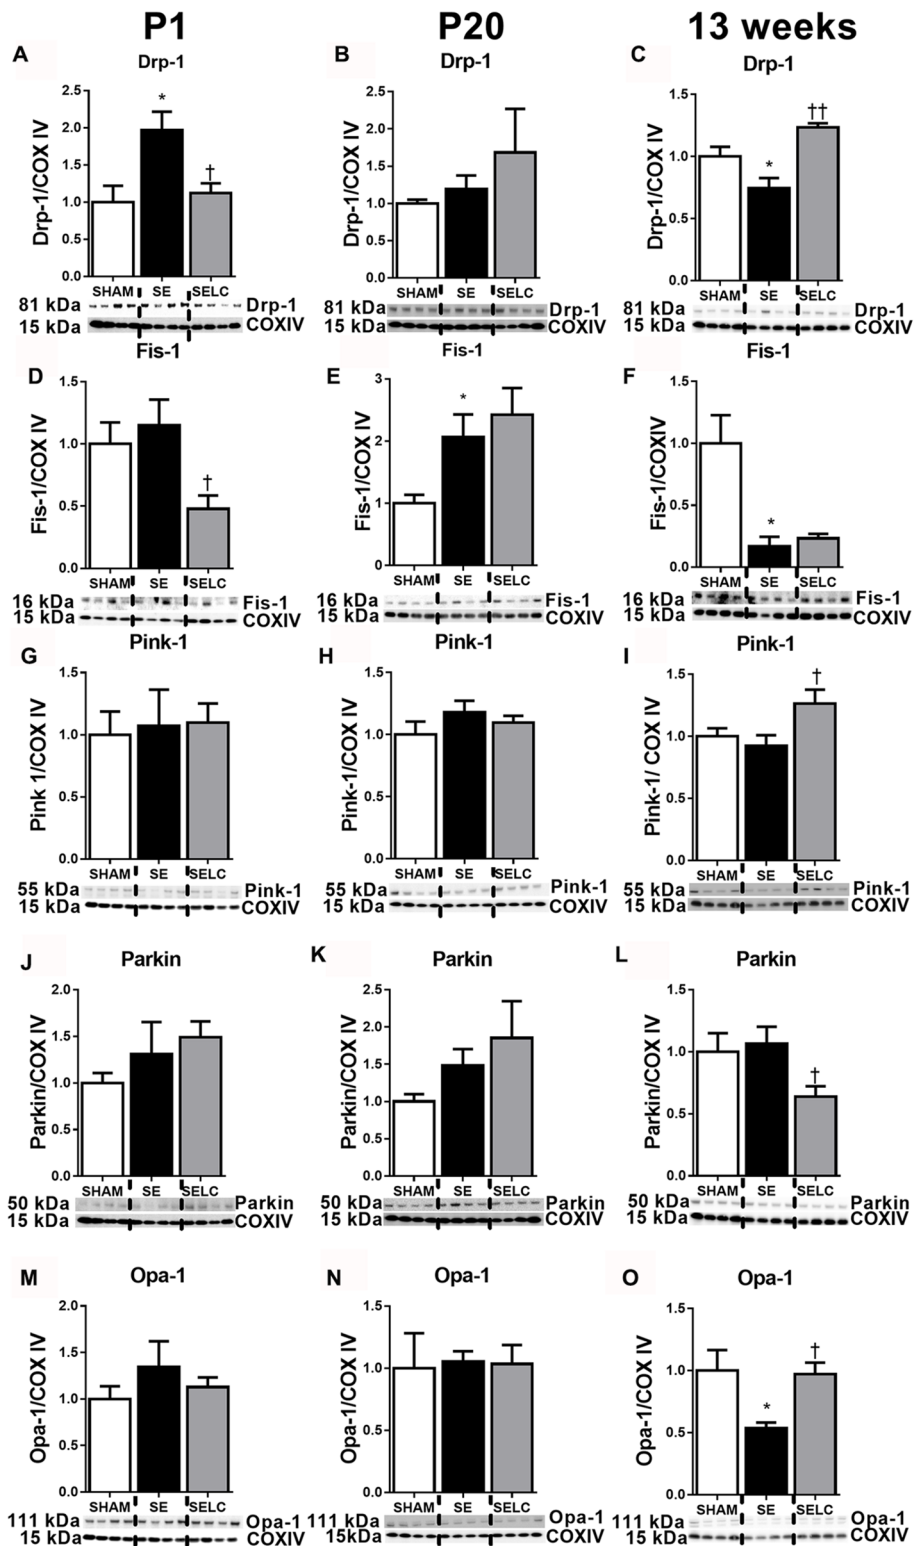 P1 P20 13 weeks
A B C
Drp-1 Drp-1 Drp-1
Drp-1/COX IV
2.5
2.0
1.5
1.0
0.5
0.0
*
†
SHAM SE SELC
81 kDa Drp-1
15 kDa COXIV
Drp-1/COX IV
2.5
2.0
1.5
1.0
0.5
0.0
SHAM SE SELC
81 kDa Drp-1
15 kDa COXIV
Drp-1/COX IV
1.5
1.0
0.5
0.0
*
††
SHAM SE SELC
81 kDa Drp-1
15 kDa COXIV
Fis-1 Fis-1 Fis-1
D E F
Fis-1/COX IV
1.5
1.0
0.5
0.0
†
SHAM SE SELC
16 kDa Fis-1
15 kDa COXIV
Fis-1/COX IV
3
2
1
0
*
SHAM SE SELC
16 kDa Fis-1
15 kDa COXIV
Fis-1/COXIV
1.5
1.0
0.5
0.0
*
SHAM SE SELC
16 kDa Fis-1
15 kDa COXIV
Pink-1 Pink-1 Pink-1
G H I
Pink 1/COX IV
1.5
1.0
0.5
0.0
SHAM SE SELC
55 kDa Pink-1
15 kDa COXIV
Pink-1/COX IV
1.5
1.0
0.5
0.0
SHAM SE SELC
55 kDa Pink-1
15 kDa COXIV
Pink-1/ COX IV
1.5
1.0
0.5
0.0
†
SHAM SE SELC
55 kDa Pink-1
15 kDa COXIV
J K L
Parkin Parkin Parkin
Parkin/COX IV
2.0
1.5
1.0
0.5
0.0
SHAM SE SELC
50 kDa Parkin
15 kDa COXIV
Parkin/COX IV
2.5
2.0
1.5
1.0
0.5
0.0
SHAM SE SELC
50 kDa Parkin
15 kDa COXIV
Parkin/COX IV
1.5
1.0
0.5
0.0
†
SHAM SE SELC
50 kDa Parkin
15 kDa COXIV
M N O
Opa-1 Opa-1 Opa-1
Opa-1/COX IV
2.0
1.5
1.0
0.5
0.0
SHAM SE SELC
111 kDa Opa-1
15 kDa COXIV
Opa-1/COX IV
1.5
1.0
0.5
0.0
SHAM SE SELC
111 kDa Opa-1
15kDa COXIV
Opa-1/COX IV
1.5
1.0
0.5
0.0
*
†
SHAM SE SELC
111 kDa Opa-1
15 kDa COXIV